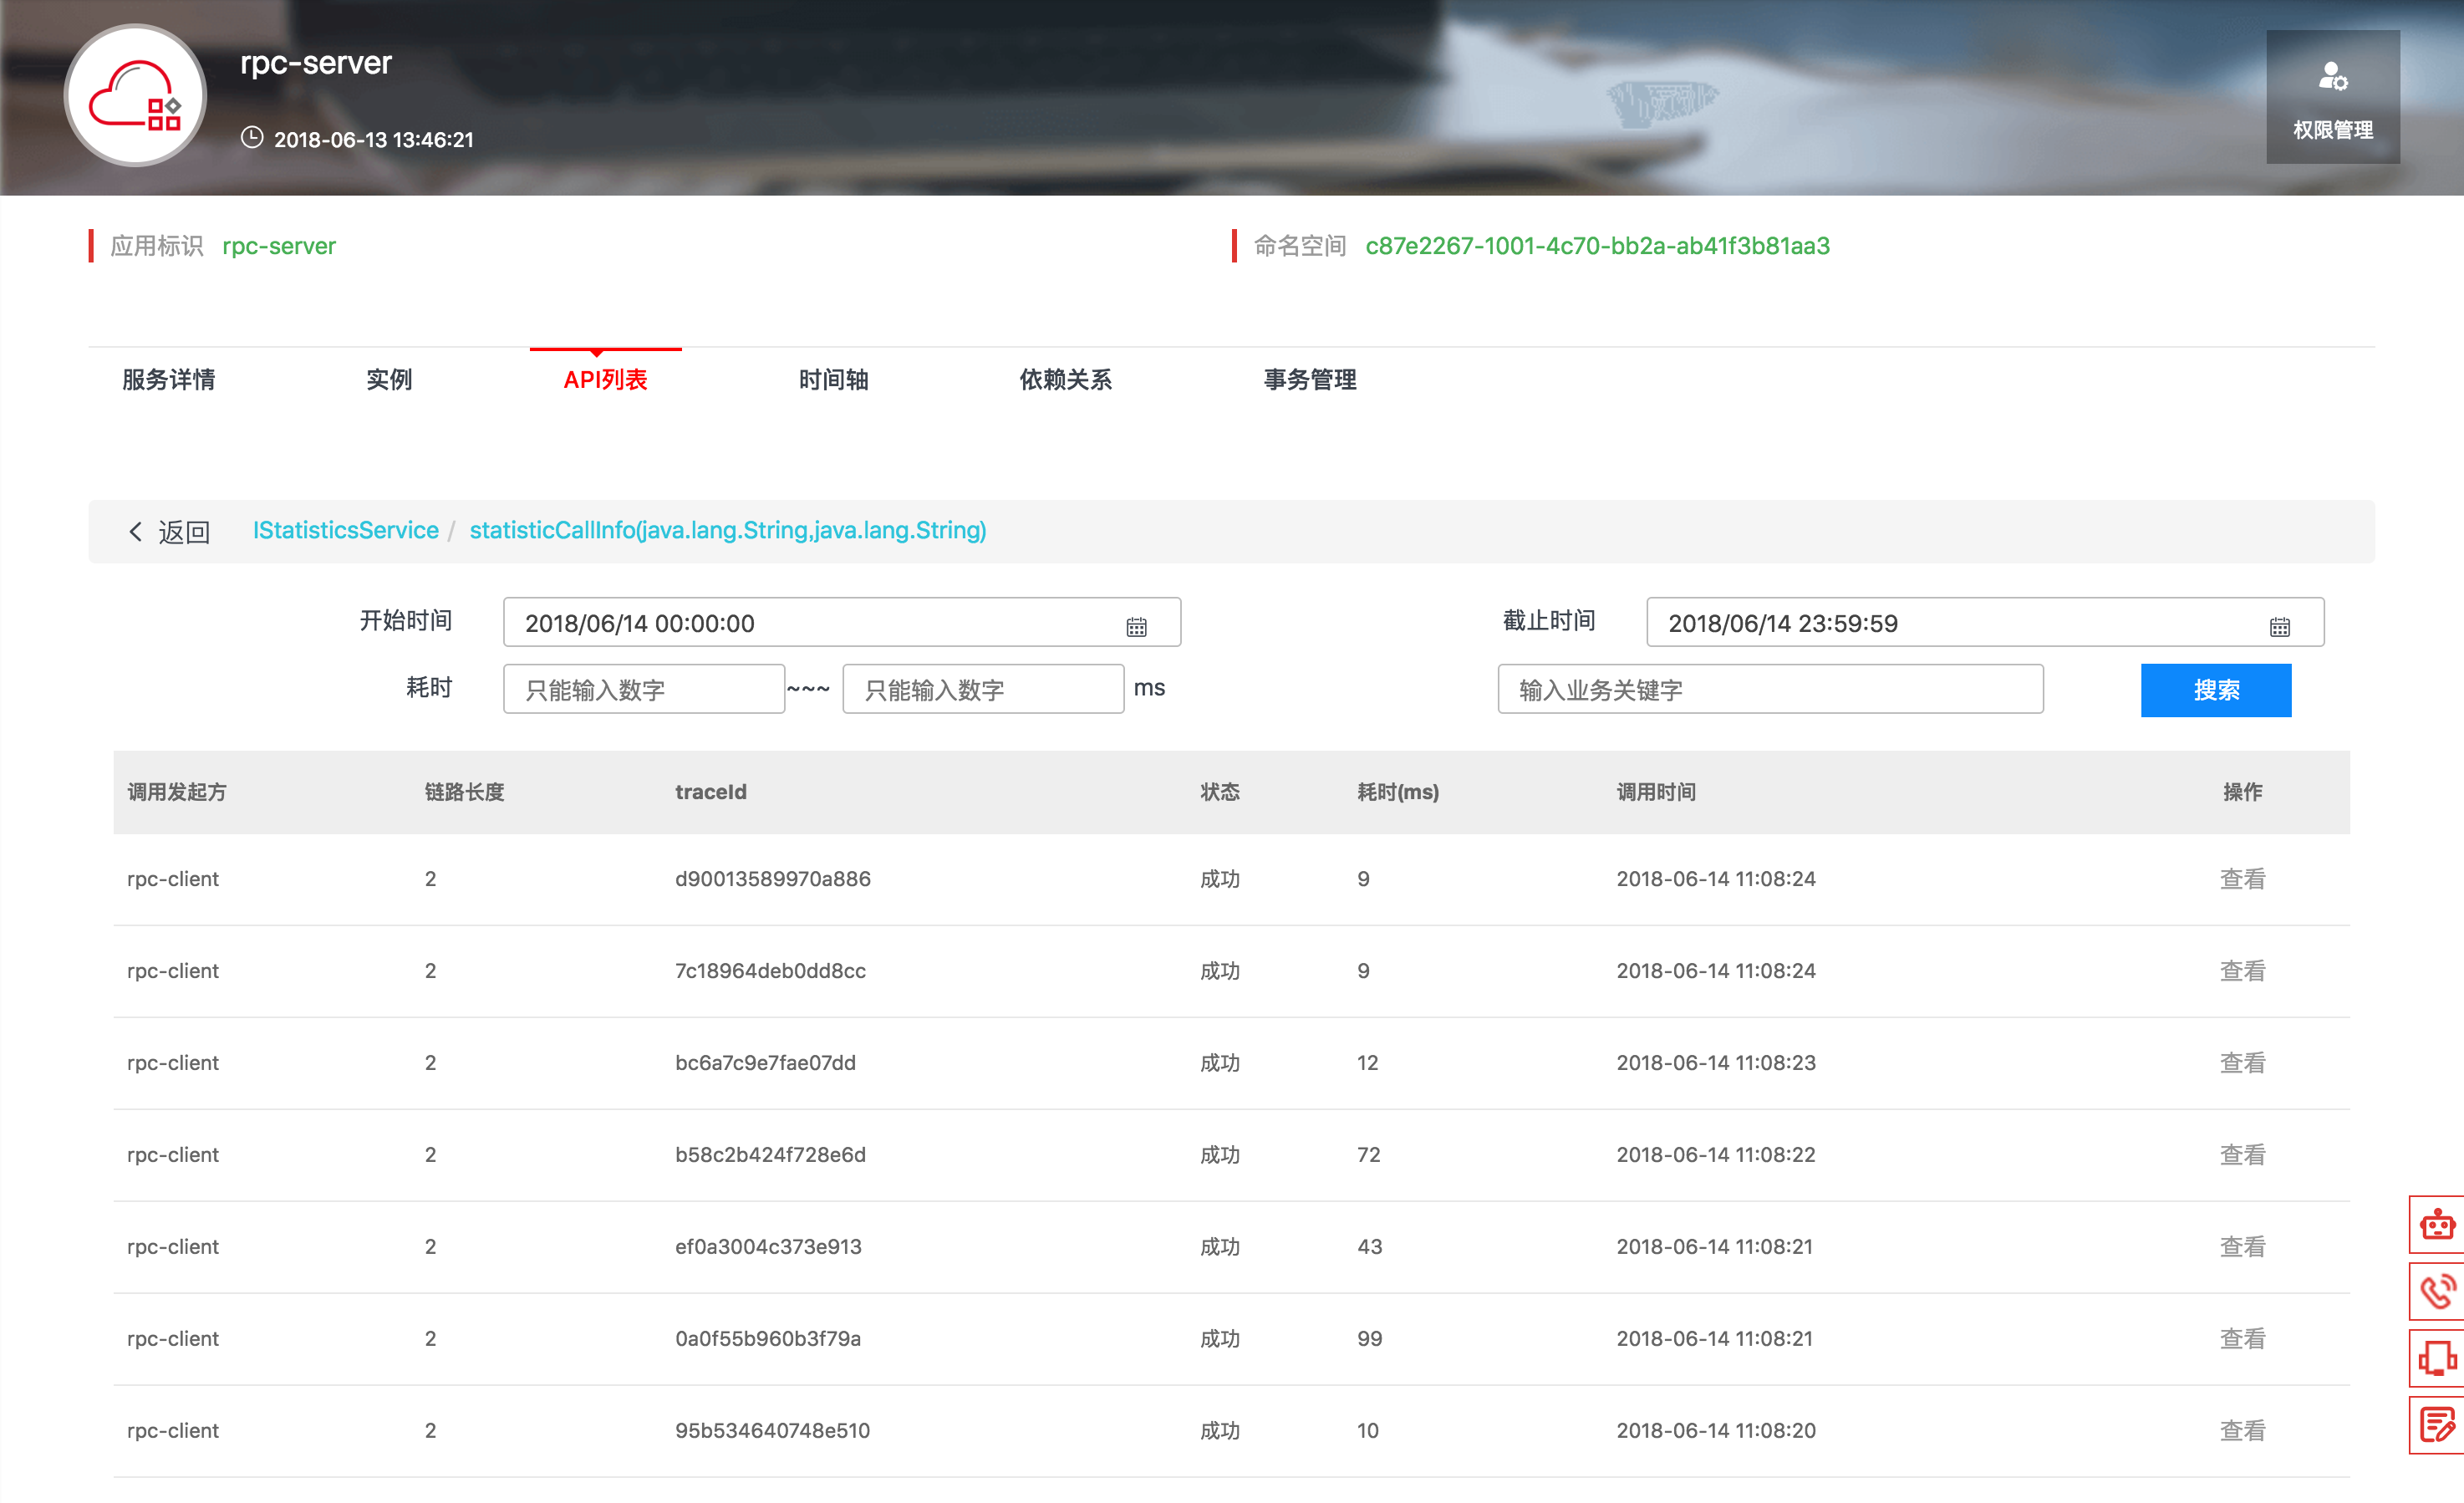 rpc-server
2018-06-13 13:46:21
权限管理
应用标识 rpc-server
命名空间 c87e2267-1001-4c70-bb2a-ab41f3b81aa3
服务详情 实例 API列表 时间轴 依赖关系 事务管理
返回 IStatisticsService / statisticCallInfo(java.lang.String,java.lang.String)
开始时间 2018/06/14 00:00:00 截止时间 2018/06/14 23:59:59
耗时 只能输入数字 ~~~ 只能输入数字 ms 输入业务关键字 搜索
调用发起方 链路长度 traceId 状态 耗时(ms) 调用时间 操作
rpc-client 2 d90013589970a886 成功 9 2018-06-14 11:08:24 查看
rpc-client 2 7c18964deb0dd8cc 成功 9 2018-06-14 11:08:24 查看
rpc-client 2 bc6a7c9e7fae07dd 成功 12 2018-06-14 11:08:23 查看
rpc-client 2 b58c2b424f728e6d 成功 72 2018-06-14 11:08:22 查看
rpc-client 2 ef0a3004c373e913 成功 43 2018-06-14 11:08:21 查看
rpc-client 2 0a0f55b960b3f79a 成功 99 2018-06-14 11:08:21 查看
rpc-client 2 95b534640748e510 成功 10 2018-06-14 11:08:20 查看